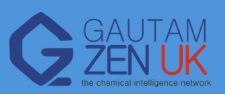 GAUTAM
ZEN UK
the chemical intelligence network